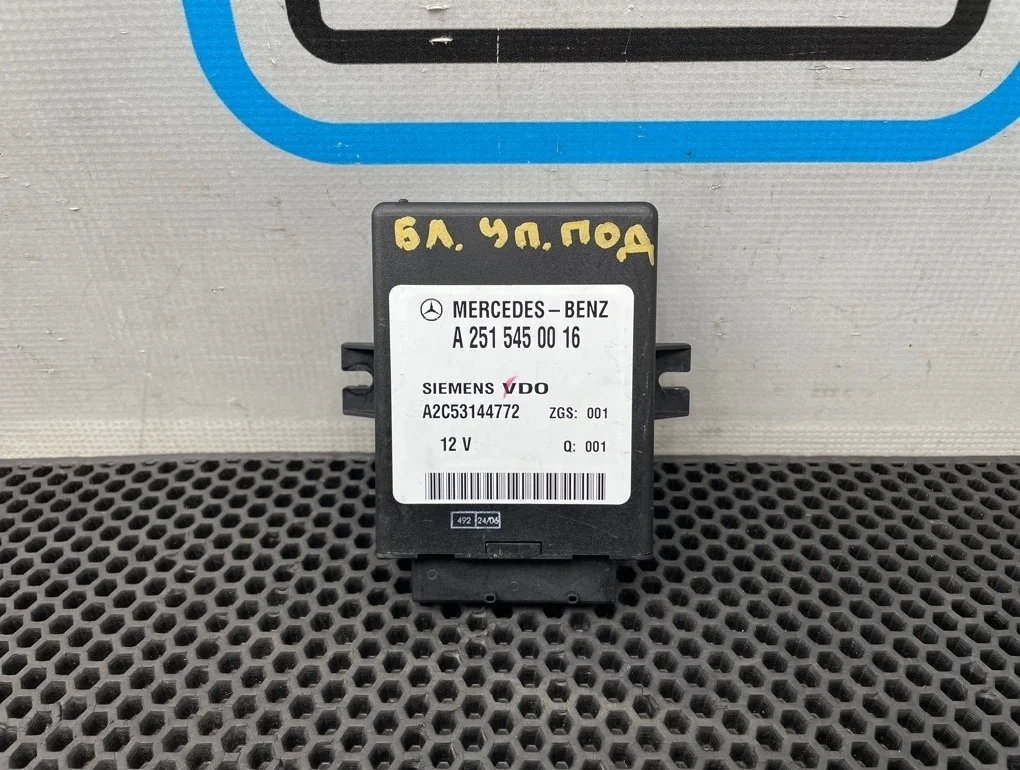 БЛ. УП. ПОД
MERCEDES-BENZ
A 251 545 00 16
SIEMENS VDO
A2C53144772 ZGS: 001
12 V Q: 001
492 24/06